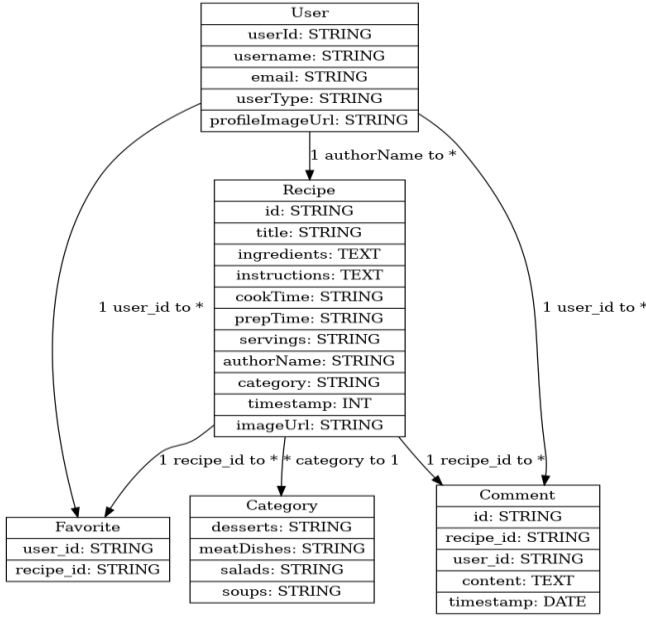 User
userId: STRING
username: STRING
email: STRING
userType: STRING
profileImageUrl: STRING
1 authorName to *
Recipe
id: STRING
title: STRING
ingredients: TEXT
instructions: TEXT
cookTime: STRING
prepTime: STRING
servings: STRING
authorName: STRING
category: STRING
timestamp: INT
imageUrl: STRING
1 user_id to *
1 user_id to *
1 recipe_id to *
* category to 1
1 recipe_id to *
Favorite
user_id: STRING
recipe_id: STRING
Category
desserts: STRING
meatDishes: STRING
salads: STRING
soups: STRING
Comment
id: STRING
recipe_id: STRING
user_id: STRING
content: TEXT
timestamp: DATE